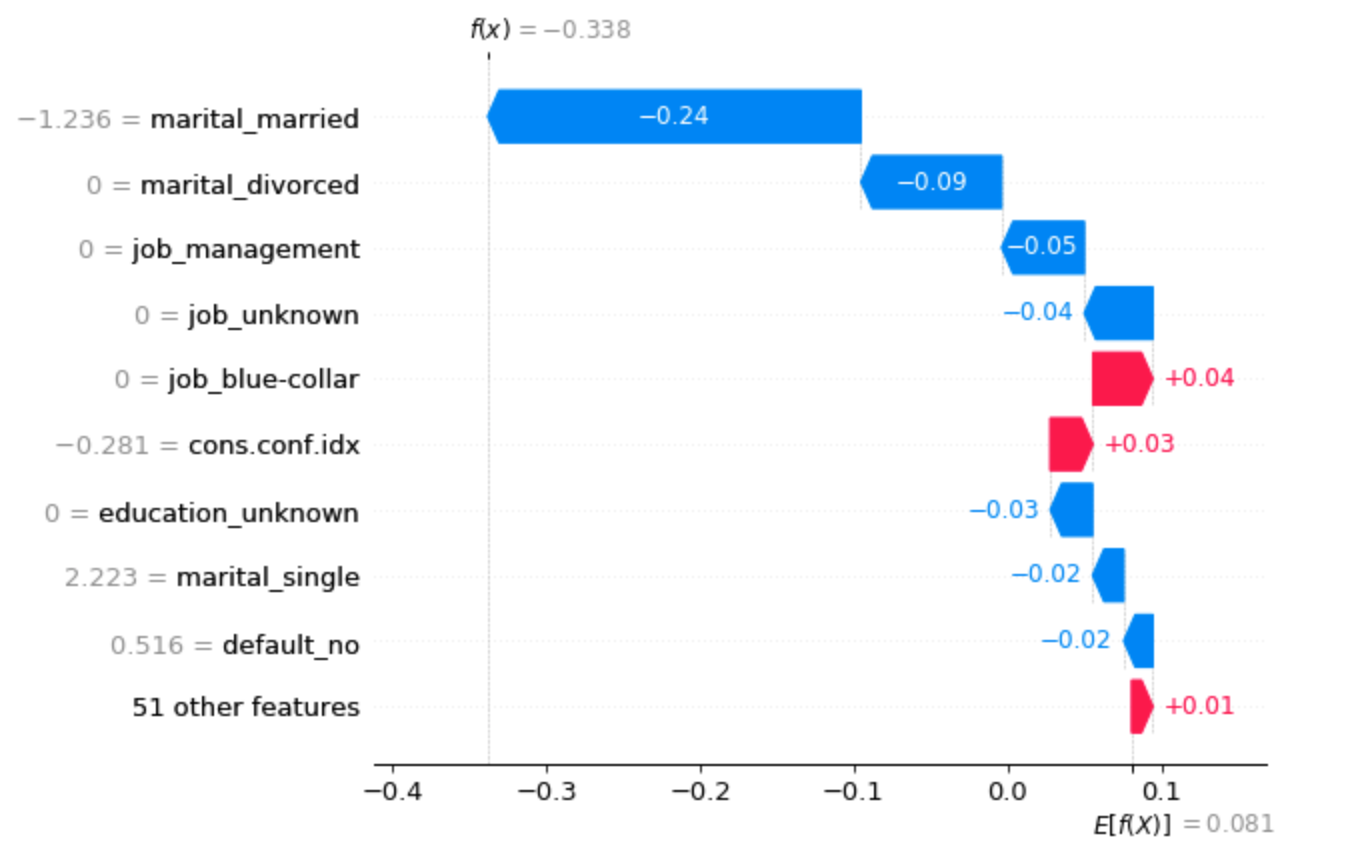 f(x) = −0.338
−1.236 = marital_married
−0.24
0 = marital_divorced
−0.09
0 = job_management
−0.05
0 = job_unknown
−0.04
0 = job_blue-collar
+0.04
−0.281 = cons.conf.idx
+0.03
0 = education_unknown
−0.03
2.223 = marital_single
−0.02
0.516 = default_no
−0.02
51 other features
+0.01
−0.4 −0.3 −0.2 −0.1 0.0 0.1
E[f(X)] = 0.081